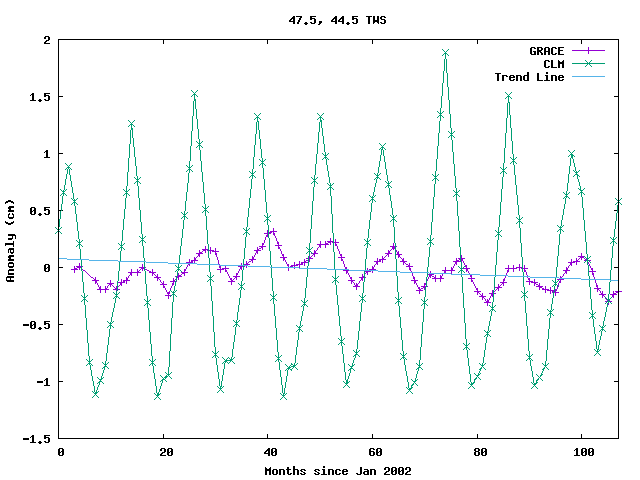 47.5, 44.5 TWS
GRACE
CLM
Trend Line
2
1.5
1
0.5
0
-0.5
-1
-1.5
Anomaly (cm)
0 20 40 60 80 100
Months since Jan 2002